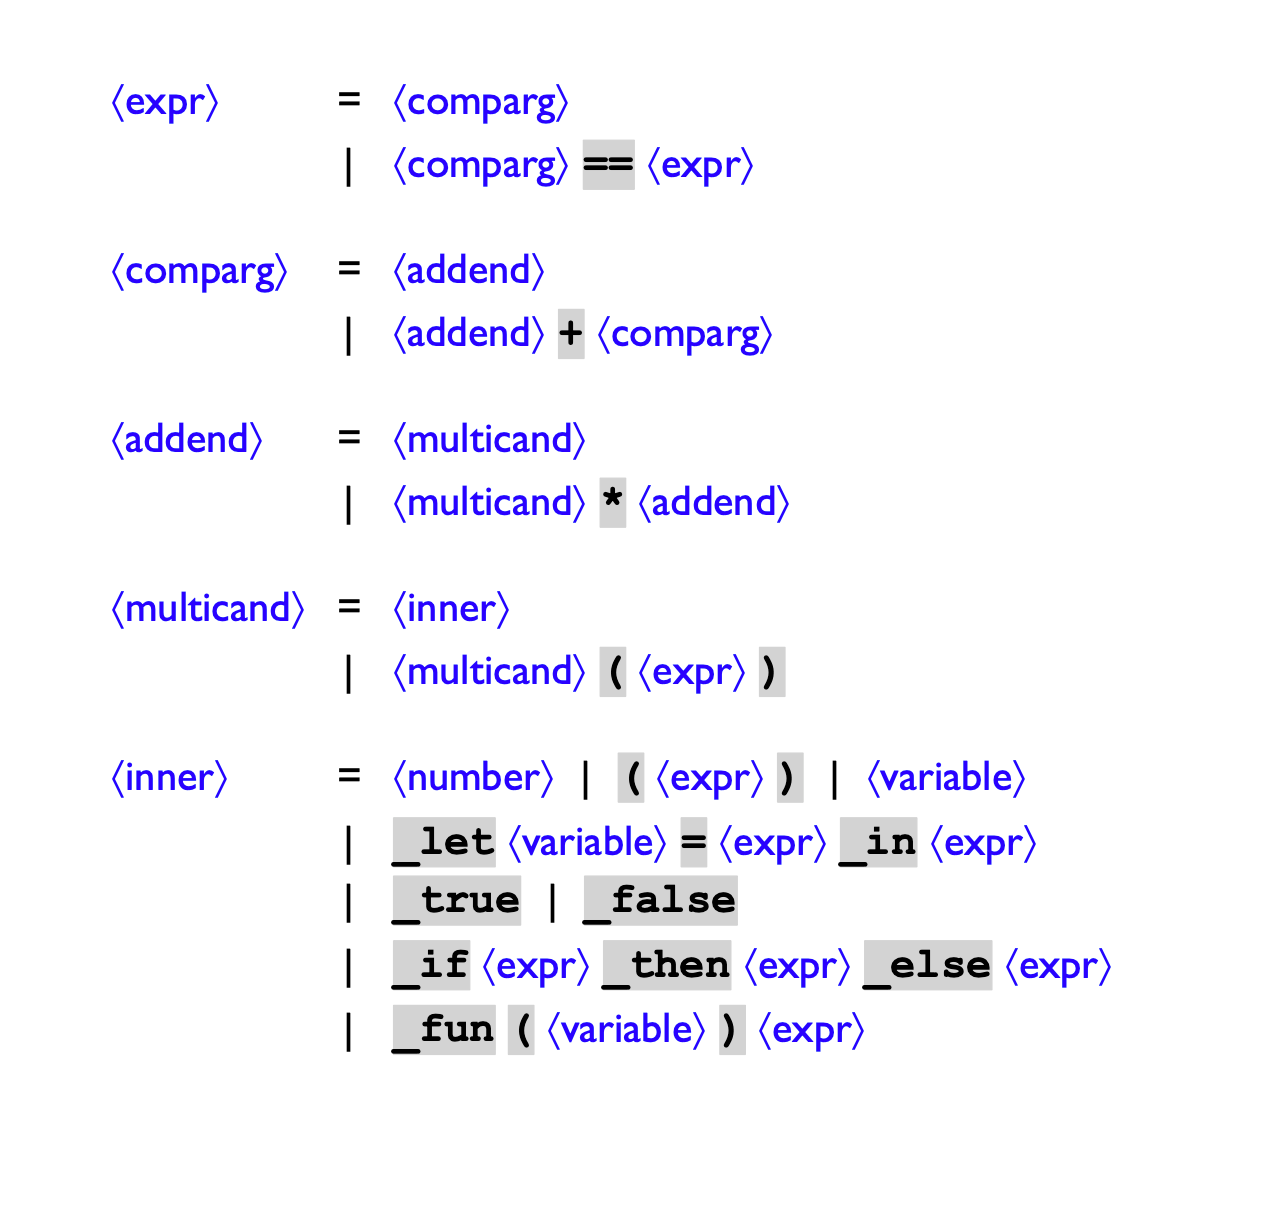 ⟨expr⟩ = ⟨comparg⟩
| ⟨comparg⟩ == ⟨expr⟩
⟨comparg⟩ = ⟨addend⟩
| ⟨addend⟩ + ⟨comparg⟩
⟨addend⟩ = ⟨multicand⟩
| ⟨multicand⟩ * ⟨addend⟩
⟨multicand⟩ = ⟨inner⟩
| ⟨multicand⟩ ( ⟨expr⟩ )
⟨inner⟩ = ⟨number⟩ | ( ⟨expr⟩ ) | ⟨variable⟩
| _let ⟨variable⟩ = ⟨expr⟩ _in ⟨expr⟩
| _true | _false
| _if ⟨expr⟩ _then ⟨expr⟩ _else ⟨expr⟩
| _fun ( ⟨variable⟩ ) ⟨expr⟩